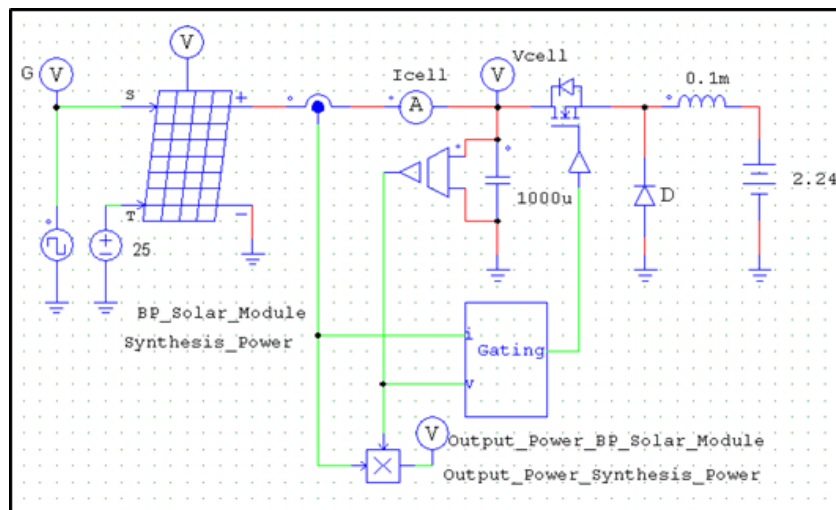 V
G V
Icell
Vcell
0.1m
S
+
A
V
T
-
25
1000u
D
2.24
BP_Solar_Module
Synthesis_Power
i
Gating
v
V
Output_Power_BP_Solar_Module
Output_Power_Synthesis_Power